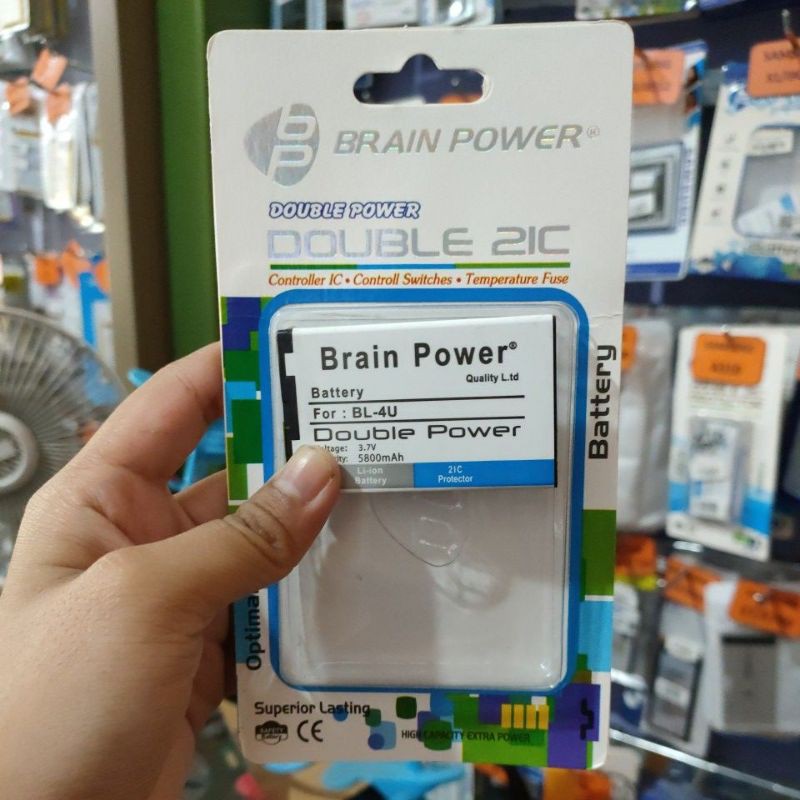 bp BRAIN POWER®
DOUBLE POWER
DOUBLE 2IC
Controller IC • Controll Switches • Temperature Fuse
Brain Power®
Quality L.td
Battery
For : BL-4U
Double Power
3.7V
5800mAh
Li-ion
Battery
2IC
Protector
Battery
Superior Lasting
CE
HIGH CAPACITY EXTRA POWER